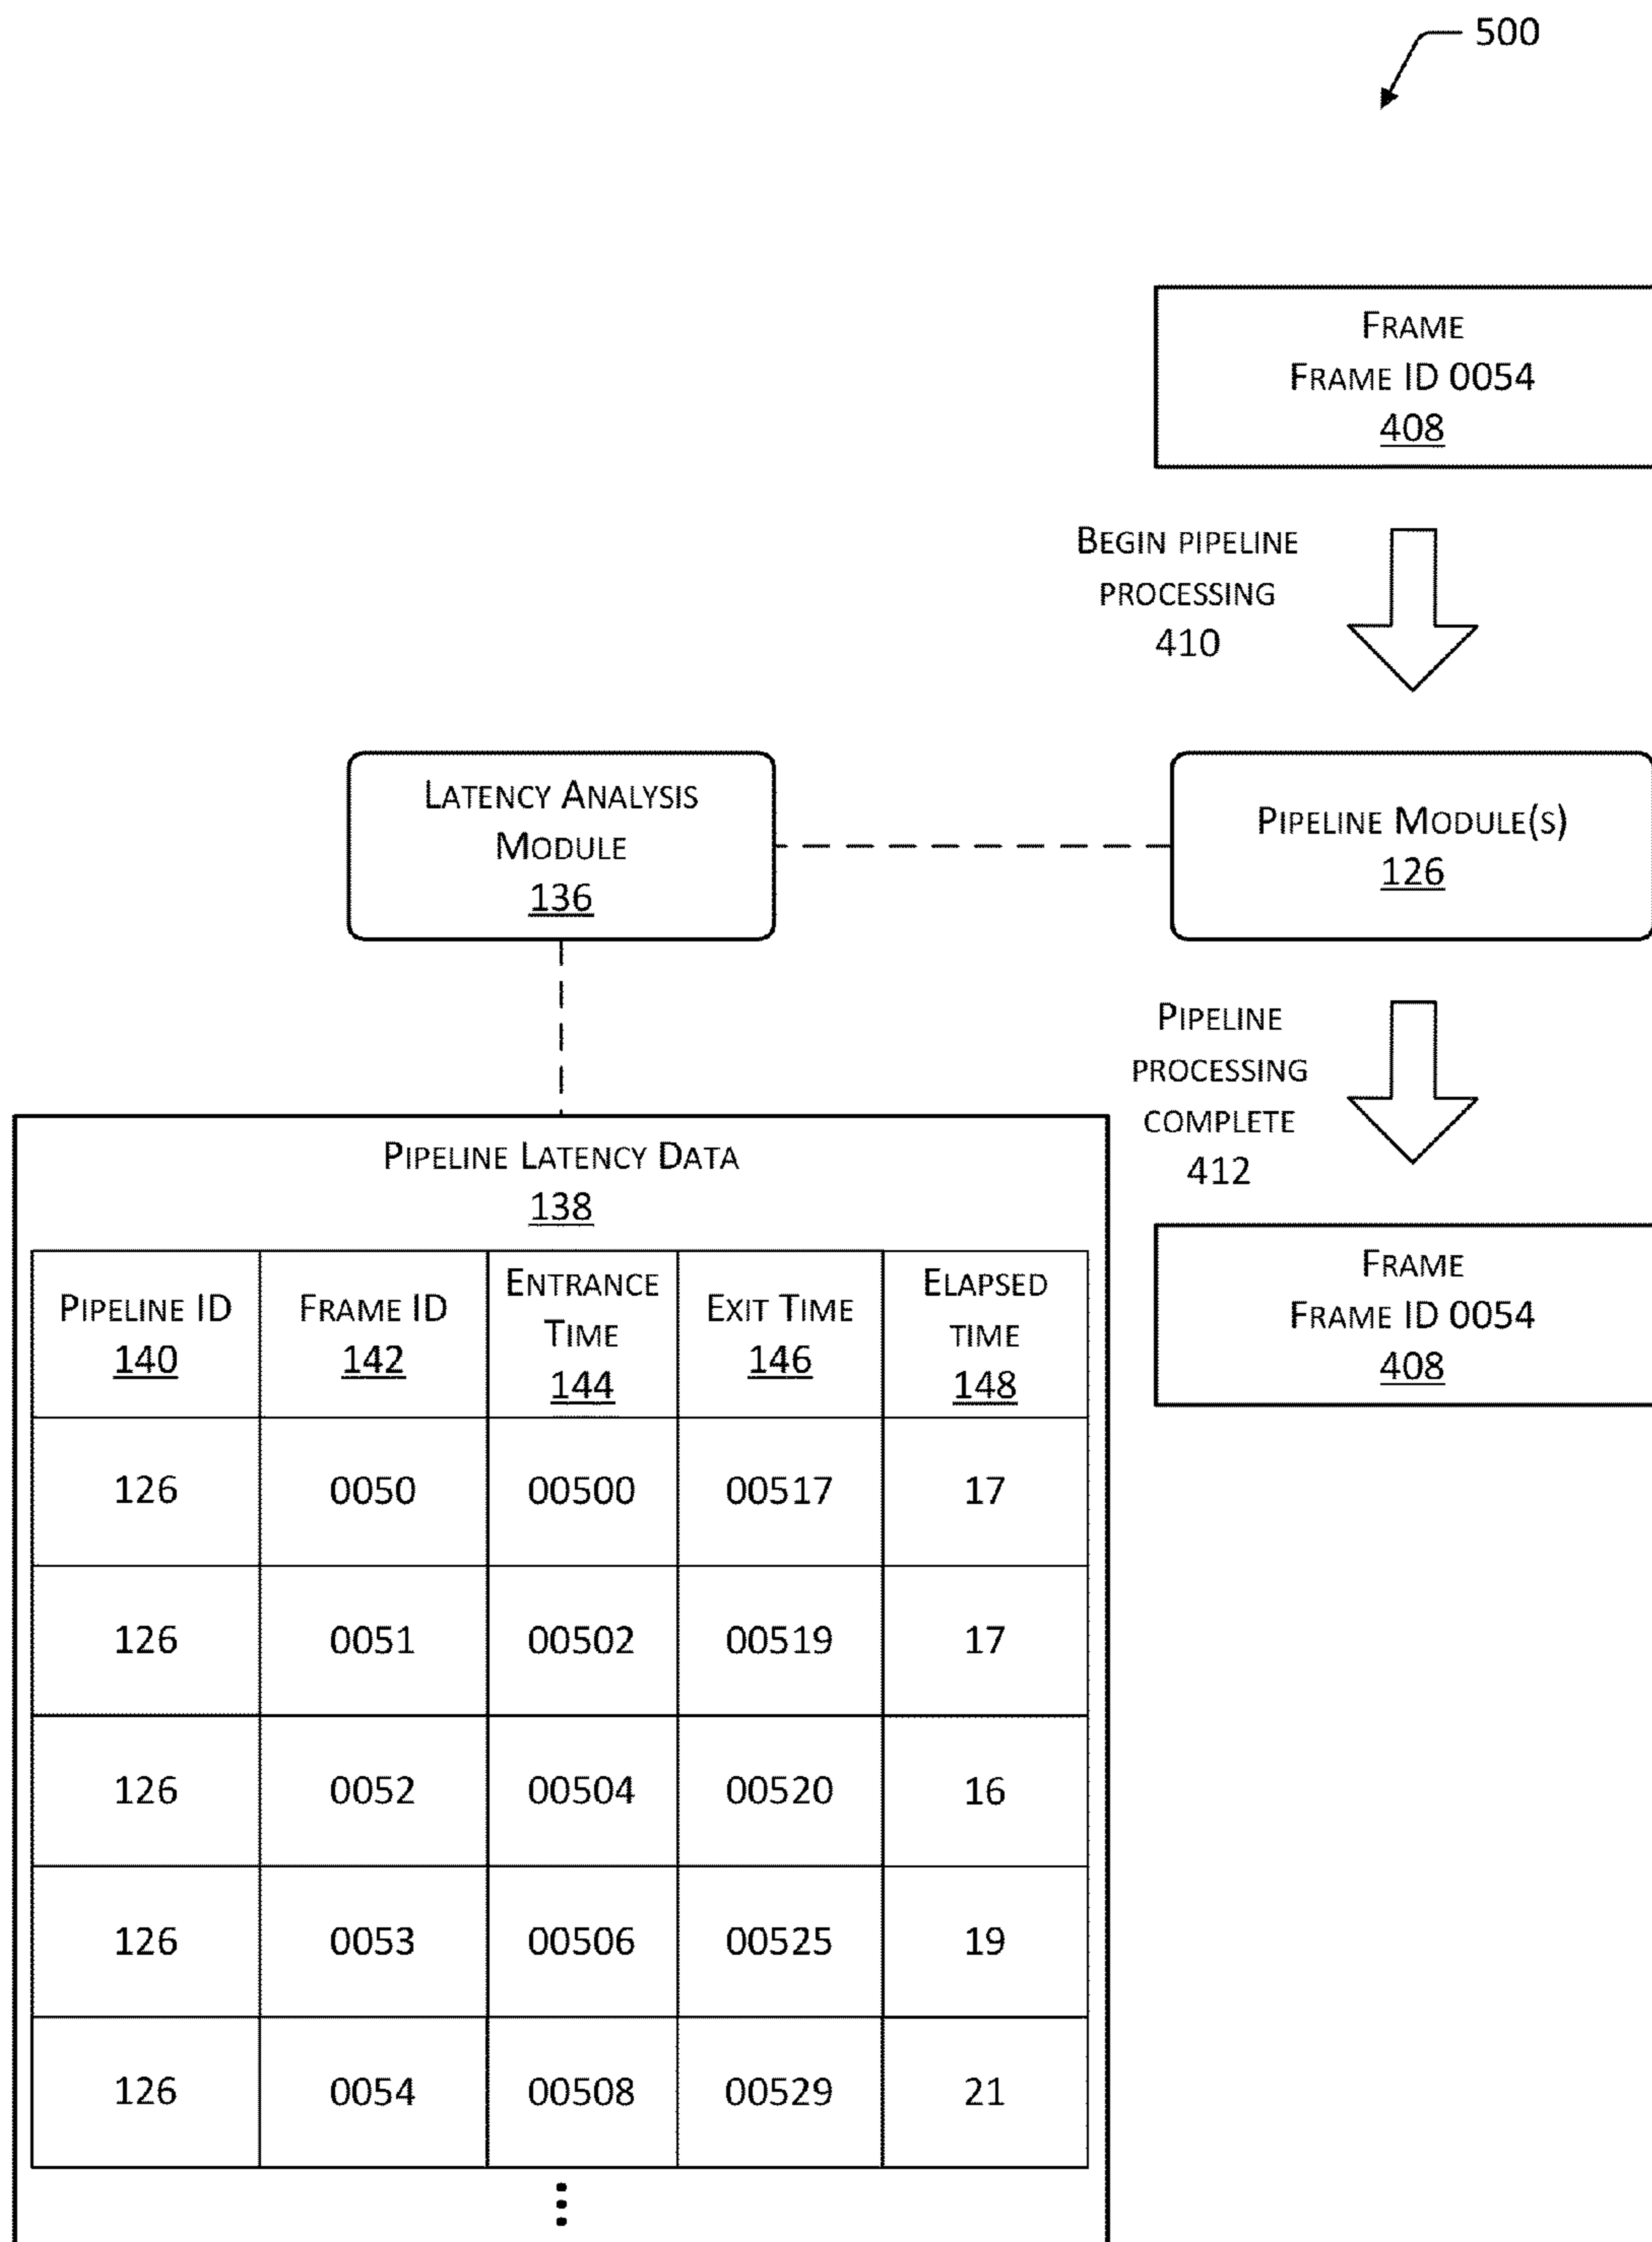 500
Frame
Frame ID 0054
408
Begin pipeline
processing
410
Latency Analysis
Module
136
Pipeline Module(s)
126
Pipeline
processing
complete
412
Frame
Frame ID 0054
408
Pipeline Latency Data
138
Pipeline ID
140
Frame ID
142
Entrance
Time
144
Exit Time
146
Elapsed
time
148
126 0050 00500 00517 17
126 0051 00502 00519 17
126 0052 00504 00520 16
126 0053 00506 00525 19
126 0054 00508 00529 21